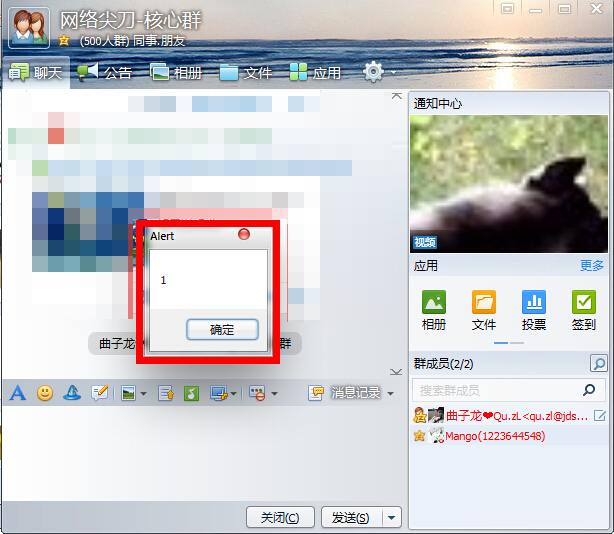 网络尖刀-核心群
(500人群) 同事.朋友
聊天 公告 相册 文件 应用
通知中心
视频
应用 更多
相册 文件 投票 签到
群成员(2/2)
搜索群成员
曲子龙❤Qu.zL<qu.zl@jds...
Mango(1223644548)
Alert
1
确定
曲子龙
群
A
消息记录
关闭(C) 发送(S)